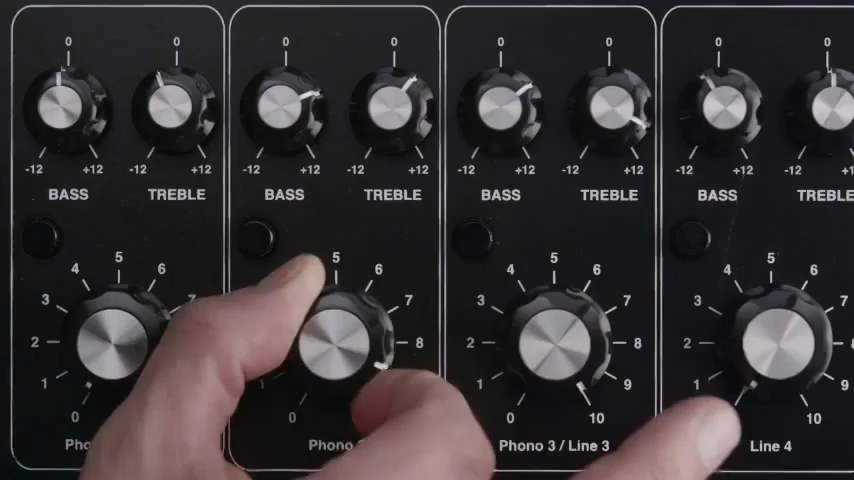 0 0 0 0 0 0 0 0
-12 +12 -12 +12 -12 +12 -12 +12 -12 +12 -12 +12 -12 +12 -12
BASS TREBLE BASS TREBLE BASS TREBLE BASS
5 5 5 5
4 6 6 4 6 4 6
3 7 3 7 3
2 8 2 8 2 8
1 1 9 1
0 0 0 10 10
Phono 3 / Line 3 Line 4